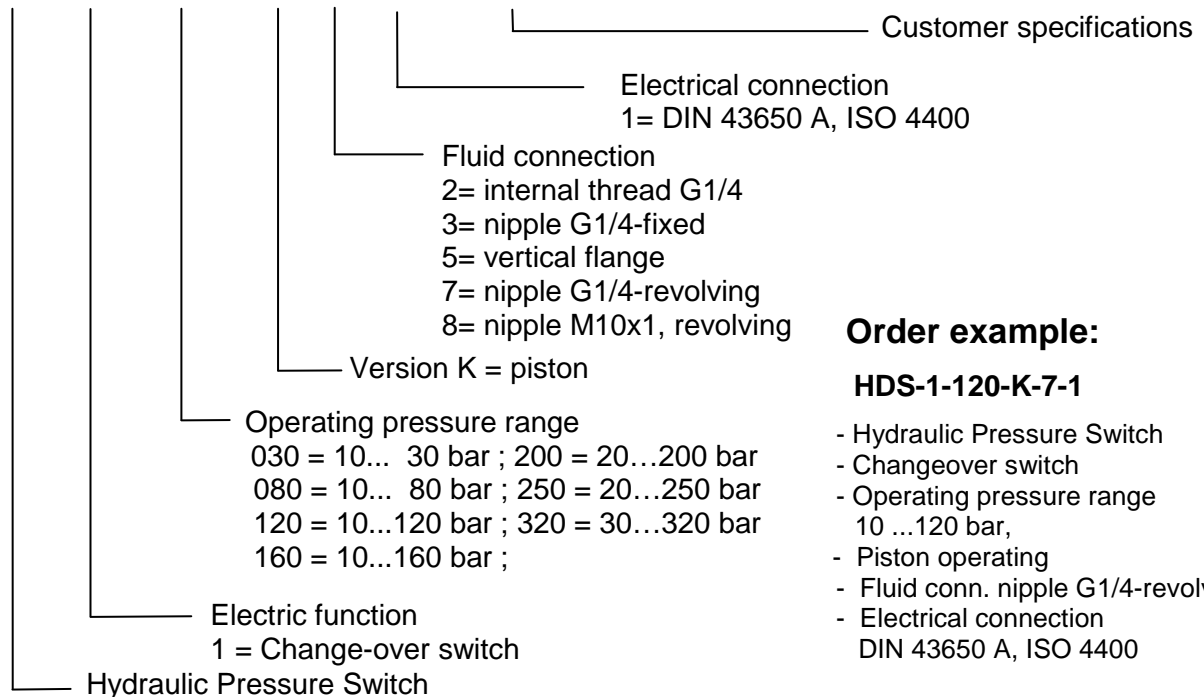 Customer specifications
Electrical connection
1= DIN 43650 A, ISO 4400
Fluid connection
2= internal thread G1/4
3= nipple G1/4-fixed
5= vertical flange
7= nipple G1/4-revolving
8= nipple M10x1, revolving
Version K = piston
Operating pressure range
030 = 10... 30 bar ; 200 = 20…200 bar
080 = 10... 80 bar ; 250 = 20…250 bar
120 = 10...120 bar ; 320 = 30…320 bar
160 = 10...160 bar ;
Electric function
1 = Change-over switch
Hydraulic Pressure Switch
Order example:
HDS-1-120-K-7-1
- Hydraulic Pressure Switch
- Changeover switch
- Operating pressure range
10 ...120 bar,
- Piston operating
- Fluid conn. nipple G1/4-revolv
- Electrical connection
DIN 43650 A, ISO 4400